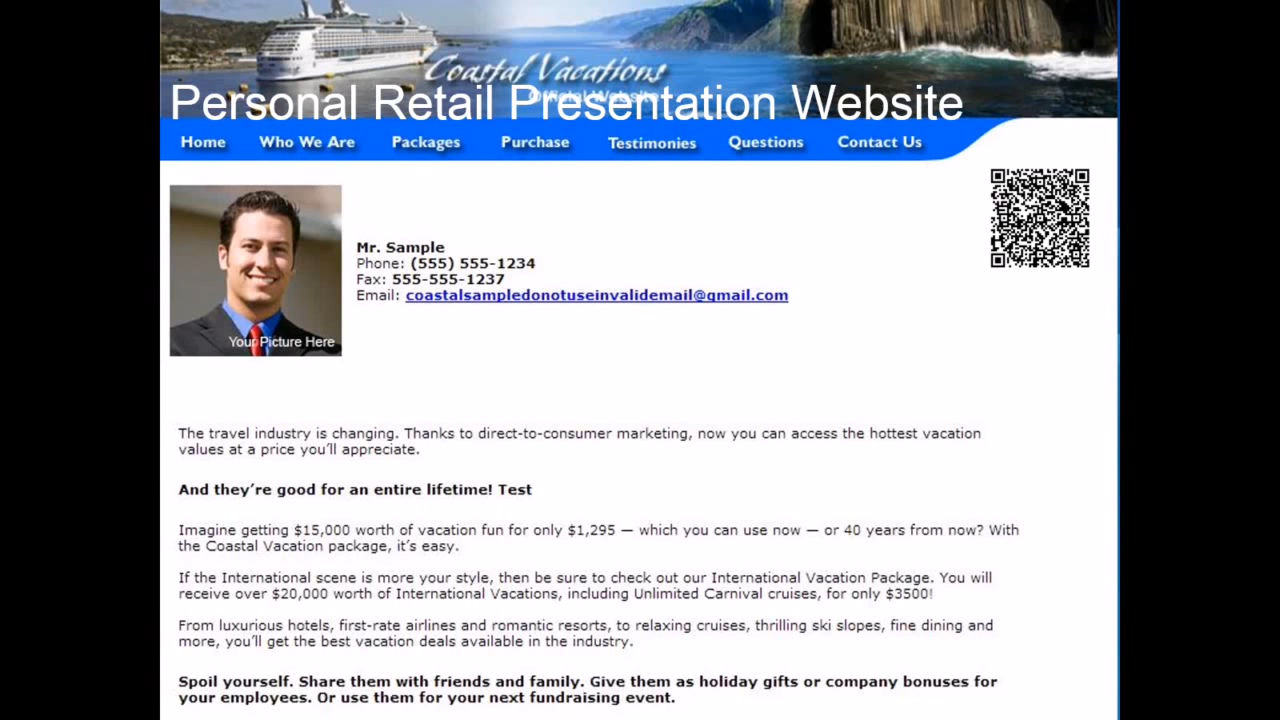 Coastal Vacations
Official Website
Personal Retail Presentation Website
Home Who We Are Packages Purchase Testimonies Questions Contact Us
Mr. Sample
Phone: (555) 555-1234
Fax: 555-555-1237
Email: coastalsampledonotuseinvalidemail@gmail.com
Your Picture Here
The travel industry is changing. Thanks to direct-to-consumer marketing, now you can access the hottest vacation
values at a price you’ll appreciate.
And they’re good for an entire lifetime! Test
Imagine getting $15,000 worth of vacation fun for only $1,295 — which you can use now — or 40 years from now? With
the Coastal Vacation package, it’s easy.
If the International scene is more your style, then be sure to check out our International Vacation Package. You will
receive over $20,000 worth of International Vacations, including Unlimited Carnival cruises, for only $3500!
From luxurious hotels, first-rate airlines and romantic resorts, to relaxing cruises, thrilling ski slopes, fine dining and
more, you’ll get the best vacation deals available in the industry.
Spoil yourself. Share them with friends and family. Give them as holiday gifts or company bonuses for
your employees. Or use them for your next fundraising event.